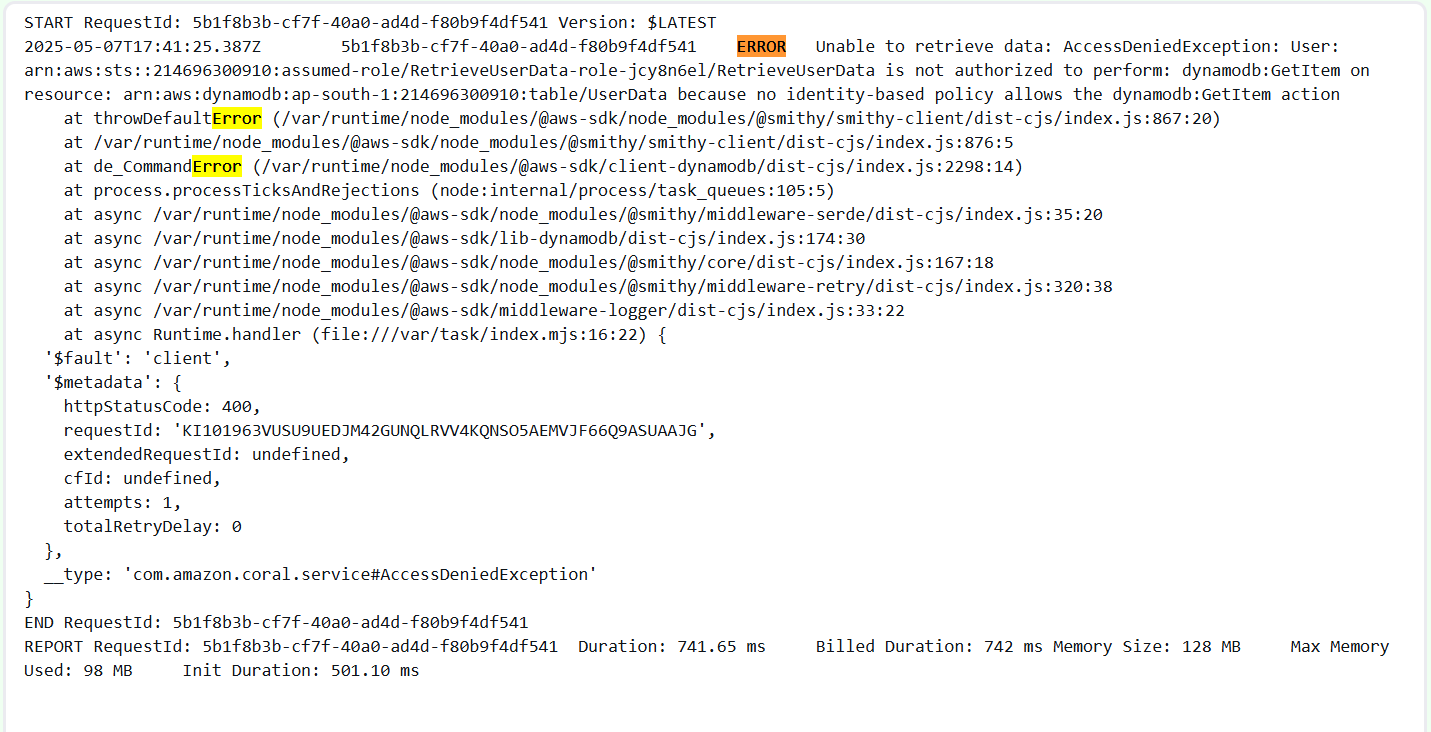 START RequestId: 5b1f8b3b-cf7f-40a0-ad4d-f80b9f4df541 Version: $LATEST
2025-05-07T17:41:25.387Z 5b1f8b3b-cf7f-40a0-ad4d-f80b9f4df541 ERROR Unable to retrieve data: AccessDeniedException: User:
arn:aws:sts::214696300910:assumed-role/RetrieveUserData-role-jcy8n6el/RetrieveUserData is not authorized to perform: dynamodb:GetItem on
resource: arn:aws:dynamodb:ap-south-1:214696300910:table/UserData because no identity-based policy allows the dynamodb:GetItem action
    at throwDefaultError (/var/runtime/node_modules/@aws-sdk/node_modules/@smithy/smithy-client/dist-cjs/index.js:867:20)
    at /var/runtime/node_modules/@aws-sdk/node_modules/@smithy/smithy-client/dist-cjs/index.js:876:5
    at de_CommandError (/var/runtime/node_modules/@aws-sdk/client-dynamodb/dist-cjs/index.js:2298:14)
    at process.processTicksAndRejections (node:internal/process/task_queues:105:5)
    at async /var/runtime/node_modules/@aws-sdk/node_modules/@smithy/middleware-serde/dist-cjs/index.js:35:20
    at async /var/runtime/node_modules/@aws-sdk/lib-dynamodb/dist-cjs/index.js:174:30
    at async /var/runtime/node_modules/@aws-sdk/node_modules/@smithy/core/dist-cjs/index.js:167:18
    at async /var/runtime/node_modules/@aws-sdk/node_modules/@smithy/middleware-retry/dist-cjs/index.js:320:38
    at async /var/runtime/node_modules/@aws-sdk/middleware-logger/dist-cjs/index.js:33:22
    at async Runtime.handler (file:///var/task/index.mjs:16:22) {
  '$fault': 'client',
  '$metadata': {
    httpStatusCode: 400,
    requestId: 'KI101963VUSU9UEDJM42GUNQLRVV4KQNSO5AEMVJF66Q9ASUAAJG',
    extendedRequestId: undefined,
    cfId: undefined,
    attempts: 1,
    totalRetryDelay: 0
  },
  __type: 'com.amazon.coral.service#AccessDeniedException'
}
END RequestId: 5b1f8b3b-cf7f-40a0-ad4d-f80b9f4df541
REPORT RequestId: 5b1f8b3b-cf7f-40a0-ad4d-f80b9f4df541 Duration: 741.65 ms Billed Duration: 742 ms Memory Size: 128 MB Max Memory
Used: 98 MB Init Duration: 501.10 ms